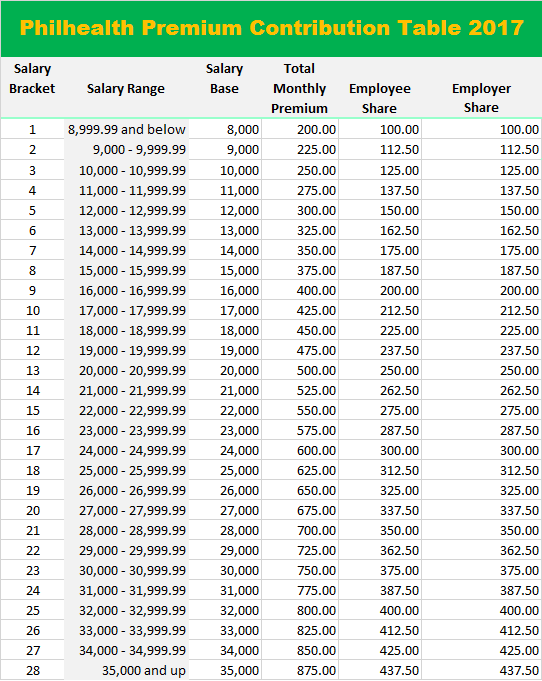 Philhealth Premium Contribution Table 2017
Salary Bracket Salary Range Salary Base Total Monthly Premium Employee Share Employer Share
1 8,999.99 and below 8,000 200.00 100.00 100.00
2 9,000 - 9,999.99 9,000 225.00 112.50 112.50
3 10,000 - 10,999.99 10,000 250.00 125.00 125.00
4 11,000 - 11,999.99 11,000 275.00 137.50 137.50
5 12,000 - 12,999.99 12,000 300.00 150.00 150.00
6 13,000 - 13,999.99 13,000 325.00 162.50 162.50
7 14,000 - 14,999.99 14,000 350.00 175.00 175.00
8 15,000 - 15,999.99 15,000 375.00 187.50 187.50
9 16,000 - 16,999.99 16,000 400.00 200.00 200.00
10 17,000 - 17,999.99 17,000 425.00 212.50 212.50
11 18,000 - 18,999.99 18,000 450.00 225.00 225.00
12 19,000 - 19,999.99 19,000 475.00 237.50 237.50
13 20,000 - 20,999.99 20,000 500.00 250.00 250.00
14 21,000 - 21,999.99 21,000 525.00 262.50 262.50
15 22,000 - 22,999.99 22,000 550.00 275.00 275.00
16 23,000 - 23,999.99 23,000 575.00 287.50 287.50
17 24,000 - 24,999.99 24,000 600.00 300.00 300.00
18 25,000 - 25,999.99 25,000 625.00 312.50 312.50
19 26,000 - 26,999.99 26,000 650.00 325.00 325.00
20 27,000 - 27,999.99 27,000 675.00 337.50 337.50
21 28,000 - 28,999.99 28,000 700.00 350.00 350.00
22 29,000 - 29,999.99 29,000 725.00 362.50 362.50
23 30,000 - 30,999.99 30,000 750.00 375.00 375.00
24 31,000 - 31,999.99 31,000 775.00 387.50 387.50
25 32,000 - 32,999.99 32,000 800.00 400.00 400.00
26 33,000 - 33,999.99 33,000 825.00 412.50 412.50
27 34,000 - 34,999.99 34,000 850.00 425.00 425.00
28 35,000 and up 35,000 875.00 437.50 437.50